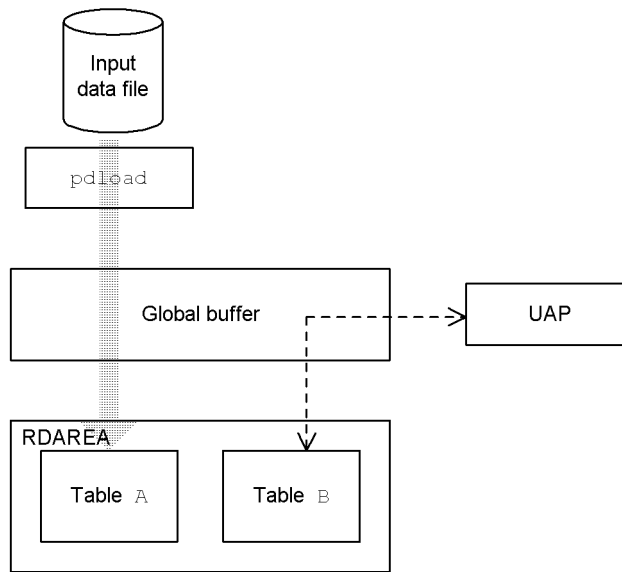 Input
data file
pdload
Global buffer
UAP
RDAREA
Table A
Table B